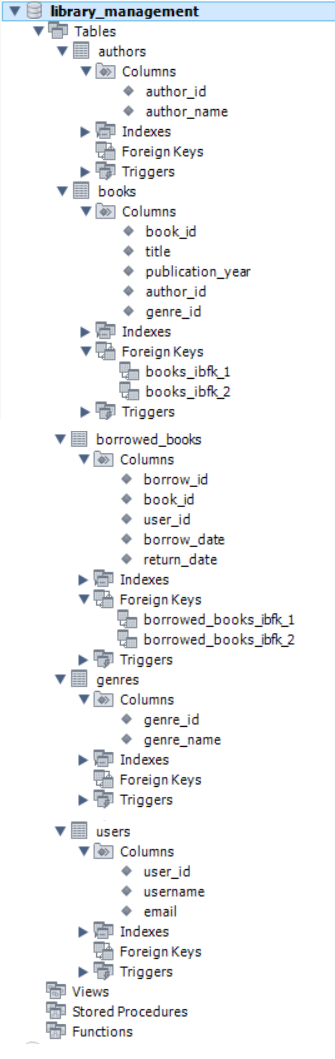 library_management
Tables
authors
Columns
author_id
author_name
Indexes
Foreign Keys
Triggers
books
Columns
book_id
title
publication_year
author_id
genre_id
Indexes
Foreign Keys
books_ibfk_1
books_ibfk_2
Triggers
borrowed_books
Columns
borrow_id
book_id
user_id
borrow_date
return_date
Indexes
Foreign Keys
borrowed_books_ibfk_1
borrowed_books_ibfk_2
Triggers
genres
Columns
genre_id
genre_name
Indexes
Foreign Keys
Triggers
users
Columns
user_id
username
email
Indexes
Foreign Keys
Triggers
Views
Stored Procedures
Functions